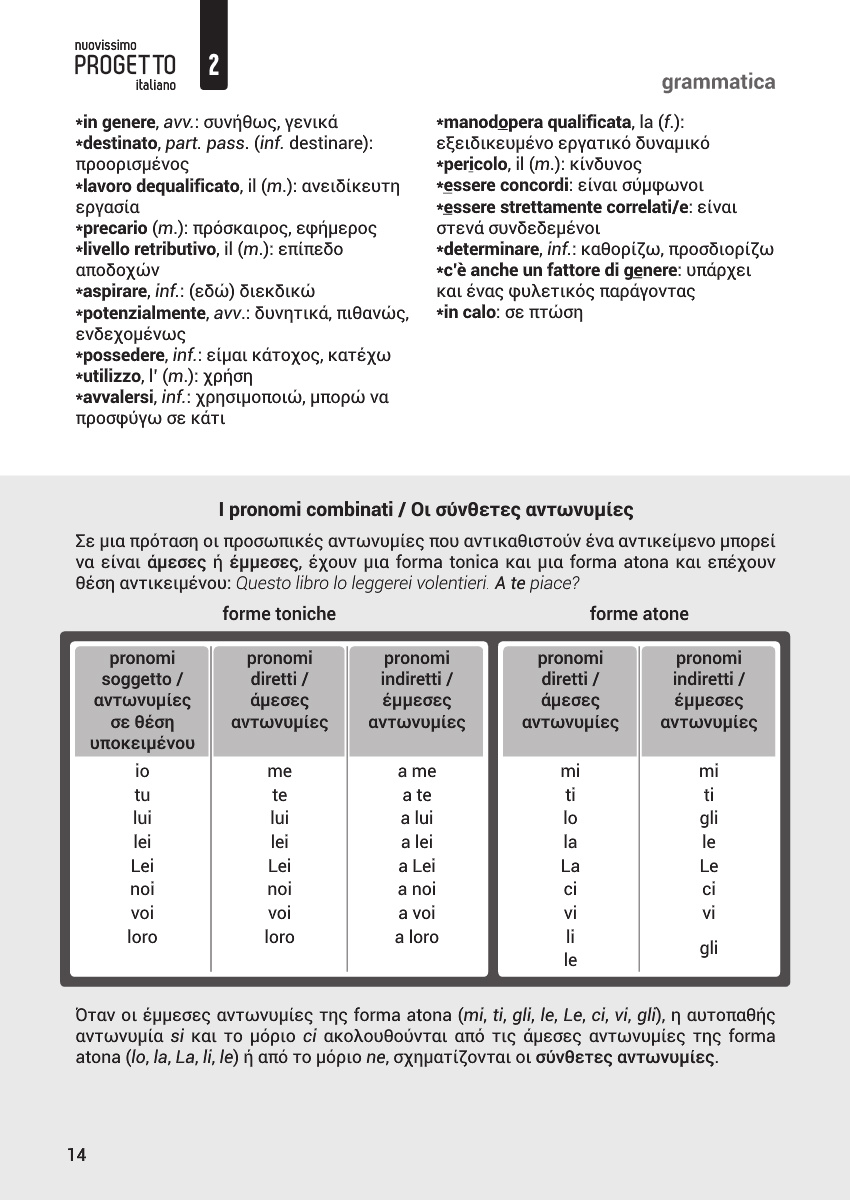 nuovissimo
PROGETTO
italiano
2
grammatica
*in genere, avv.: συνήθως, γενικά
*destinato, part. pass. (inf. destinare):
προορισμένος
*lavoro dequalificato, il (m.): ανειδίκευτη
εργασία
*precario (m.): πρόσκαιρος, εφήμερος
*livello retributivo, il (m.): επίπεδο
αποδοχών
*aspirare, inf.: (εδώ) διεκδικώ
*potenzialmente, avv.: δυνητικά, πιθανώς,
ενδεχομένως
*possedere, inf.: είμαι κάτοχος, κατέχω
*utilizzo, l' (m.): χρήση
*avvalersi, inf.: χρησιμοποιώ, μπορώ να
προσφύγω σε κάτι
*manodopera qualificata, la (f.):
εξειδικευμένο εργατικό δυναμικό
*pericolo, il (m.): κίνδυνος
*essere concordi: είναι σύμφωνοι
*essere strettamente correlati/e: είναι
στενά συνδεδεμένοι
*determinare, inf.: καθορίζω, προσδιορίζω
*c'è anche un fattore di genere: υπάρχει
και ένας φυλετικός παράγοντας
*in calo: σε πτώση
I pronomi combinati / Οι σύνθετες αντωνυμίες
Σε μια πρόταση οι προσωπικές αντωνυμίες που αντικαθιστούν ένα αντικείμενο μπορεί
να είναι άμεσες ή έμμεσες, έχουν μια forma tonica και μια forma atona και επέχουν
θέση αντικειμένου: Questo libro lo leggerei volentieri. A te piace?
forme toniche forme atone
pronomi pronomi pronomi pronomi pronomi
soggetto / diretti / indiretti / diretti / indiretti /
αντωνυμίες άμεσες έμμεσες άμεσες έμμεσες
σε θέση αντωνυμίες αντωνυμίες αντωνυμίες αντωνυμίες
υποκειμένου
io me a me mi mi
tu te a te ti ti
lui lui a lui lo gli
lei lei a lei la le
Lei Lei a Lei La Le
noi noi a noi ci ci
voi voi a voi vi vi
loro loro a loro li
gli
le
Όταν οι έμμεσες αντωνυμίες της forma atona (mi, ti, gli, le, Le, ci, vi, gli), η αυτοπαθής
αντωνυμία si και το μόριο ci ακολουθούνται από τις άμεσες αντωνυμίες της forma
atona (lo, la, La, li, le) ή από το μόριο ne, σχηματίζονται οι σύνθετες αντωνυμίες.
14